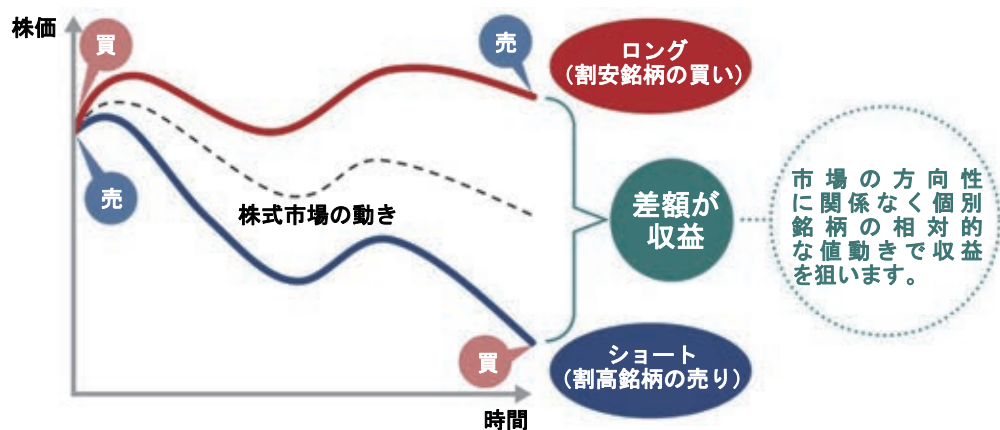 株価
買
売
売
買
株式市場の動き
時間
ロング
（割安銘柄の買い）
差額が
収益
ショート
（割高銘柄の売り）
市場の方向性
に関係なく個別
銘柄の相対的
な値動きで収益
を狙います。